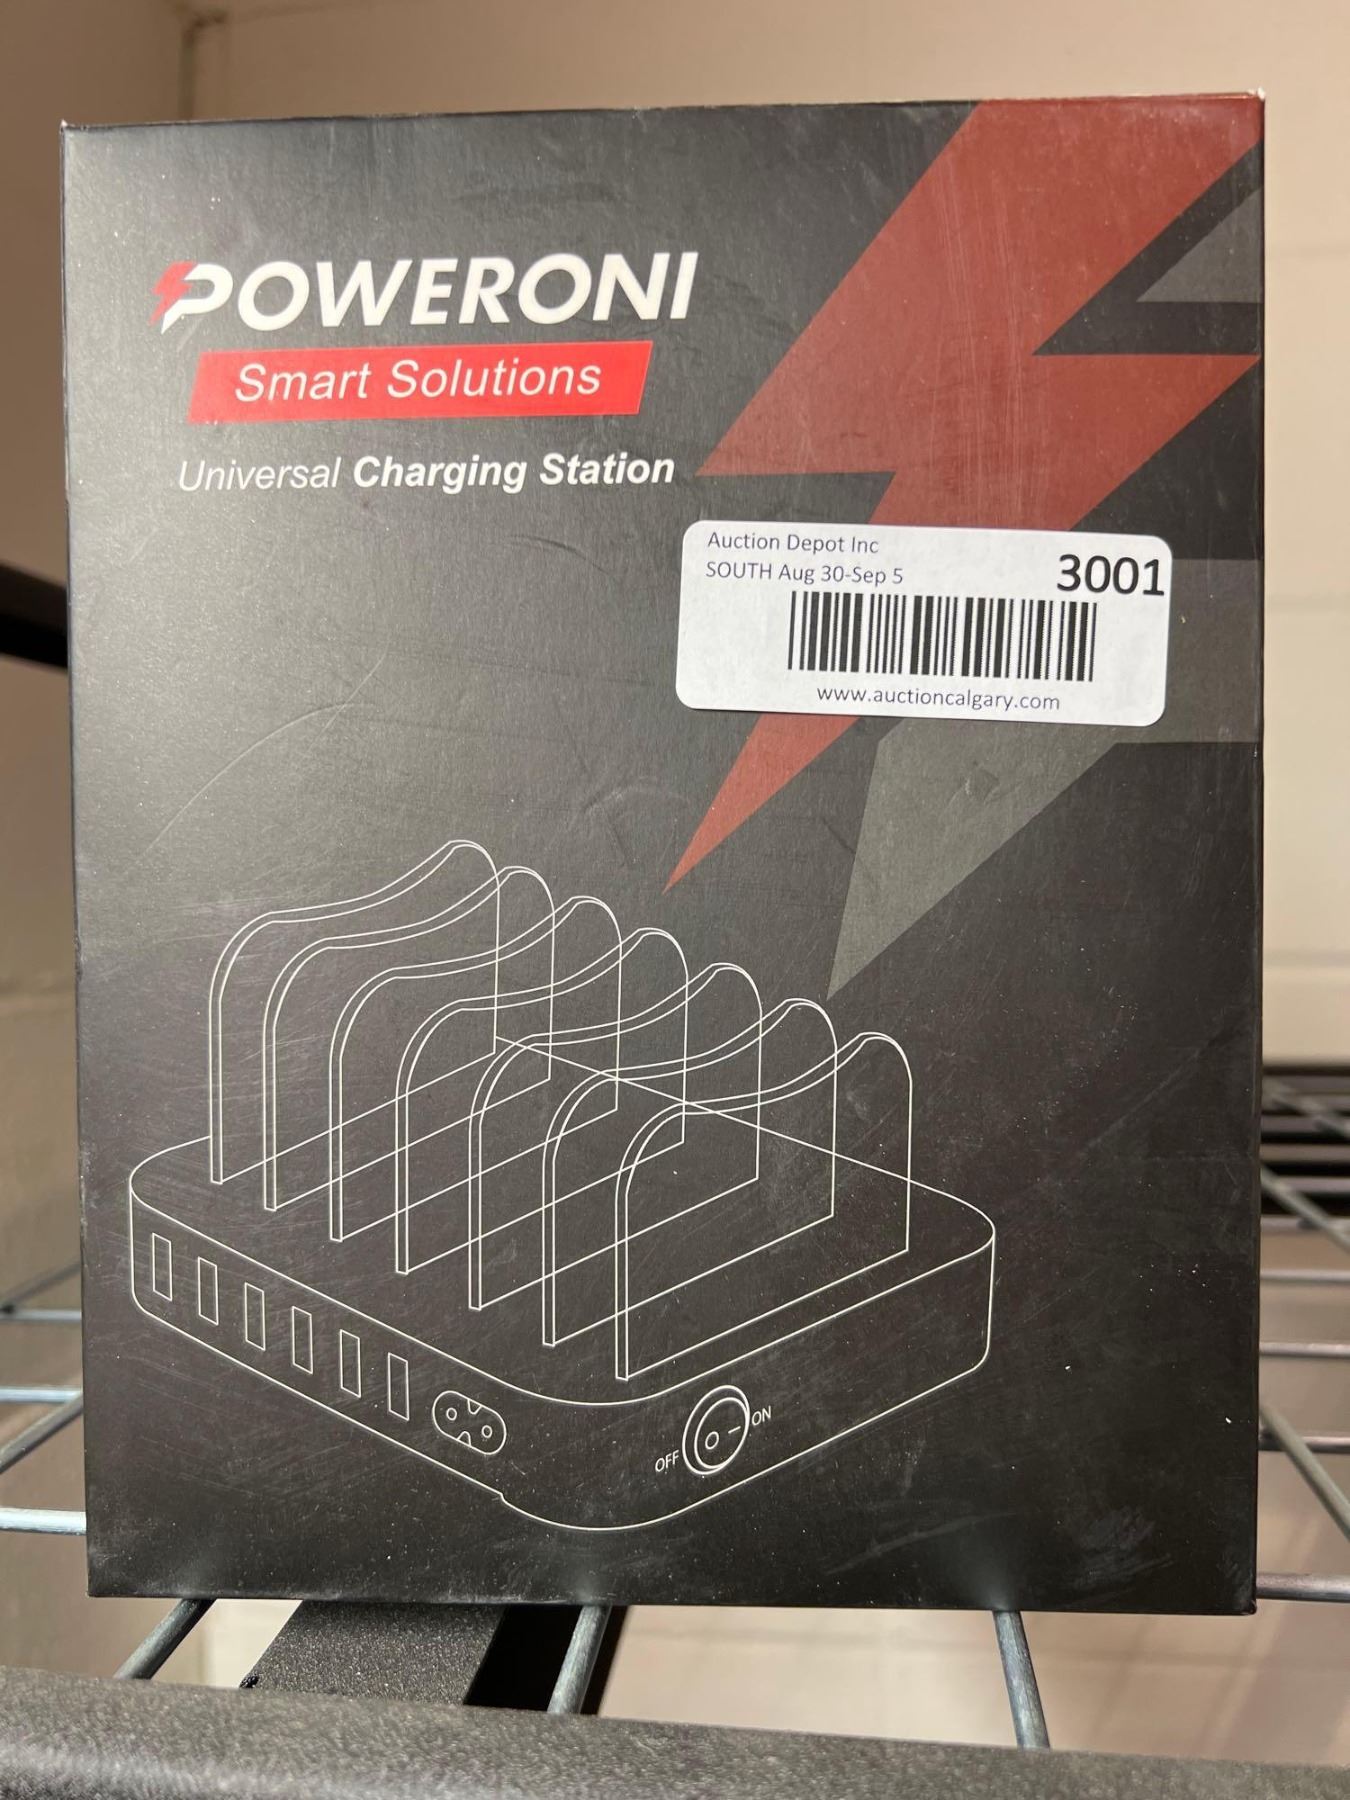 POWERONI
Smart Solutions
Universal Charging Station
Auction Depot Inc
SOUTH Aug 30-Sep 5
3001
www.auctioncalgary.com
ON
OFF